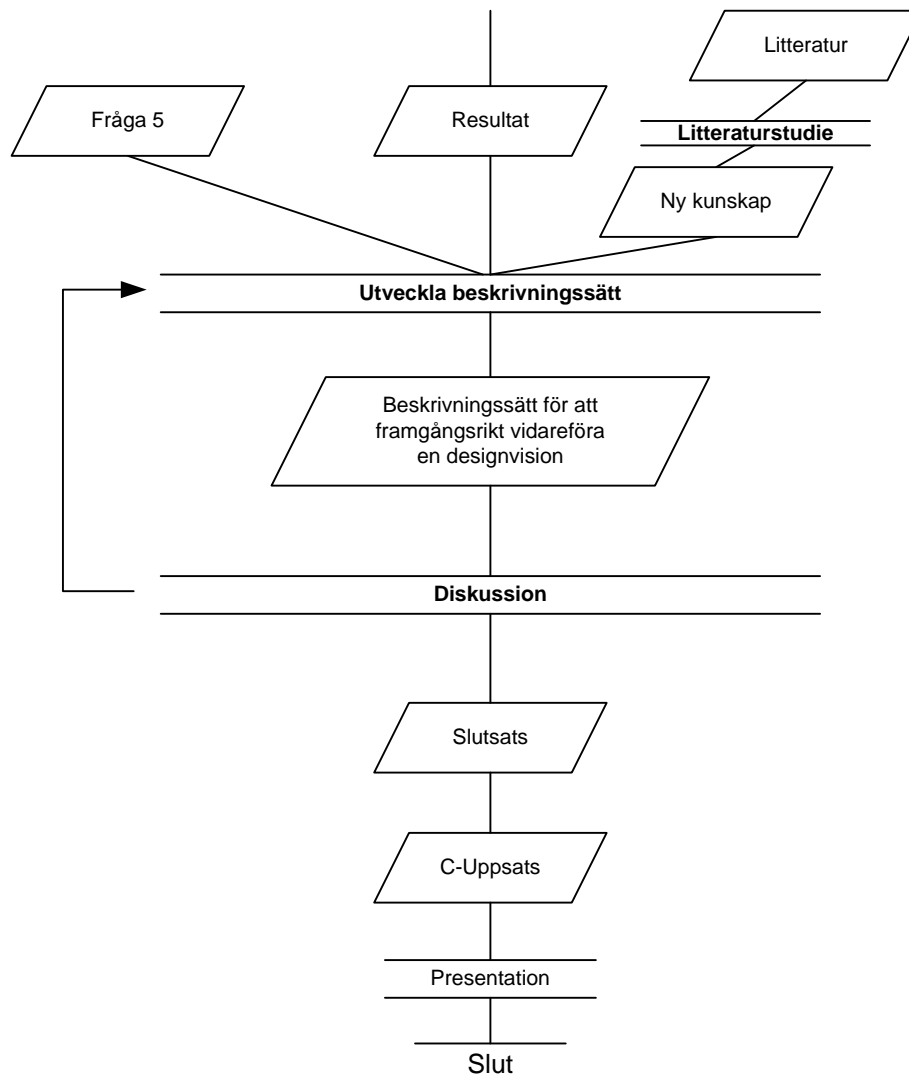 Litteratur
Fråga 5
Resultat
Litteraturstudie
Ny kunskap
Utveckla beskrivningssätt
Beskrivningssätt för att
framgångsrikt vidareföra
en designvision
Diskussion
Slutsats
C-Uppsats
Presentation
Slut